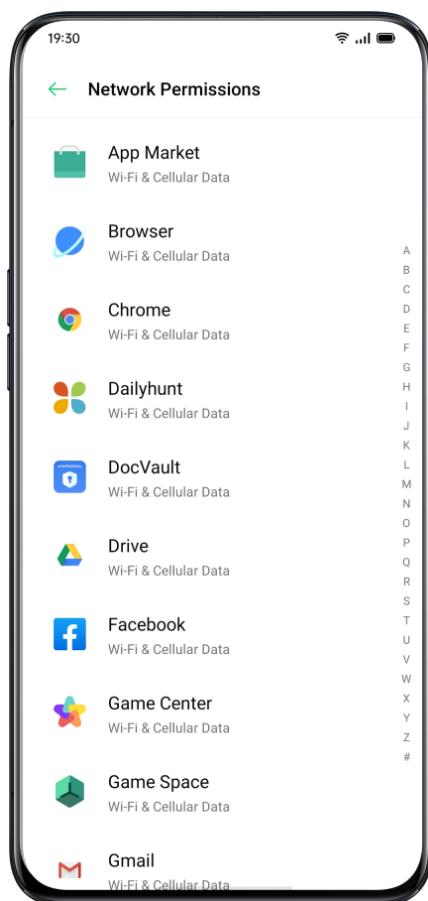 19:30
Network Permissions
App Market
Wi-Fi & Cellular Data
Browser
Wi-Fi & Cellular Data
Chrome
Wi-Fi & Cellular Data
Dailyhunt
Wi-Fi & Cellular Data
DocVault
Wi-Fi & Cellular Data
Drive
Wi-Fi & Cellular Data
Facebook
Wi-Fi & Cellular Data
Game Center
Wi-Fi & Cellular Data
Game Space
Wi-Fi & Cellular Data
Gmail
Wi-Fi & Cellular Data
A
B
C
D
E
F
G
H
I
J
K
L
M
N
O
P
Q
R
S
T
U
V
W
X
Y
Z
#